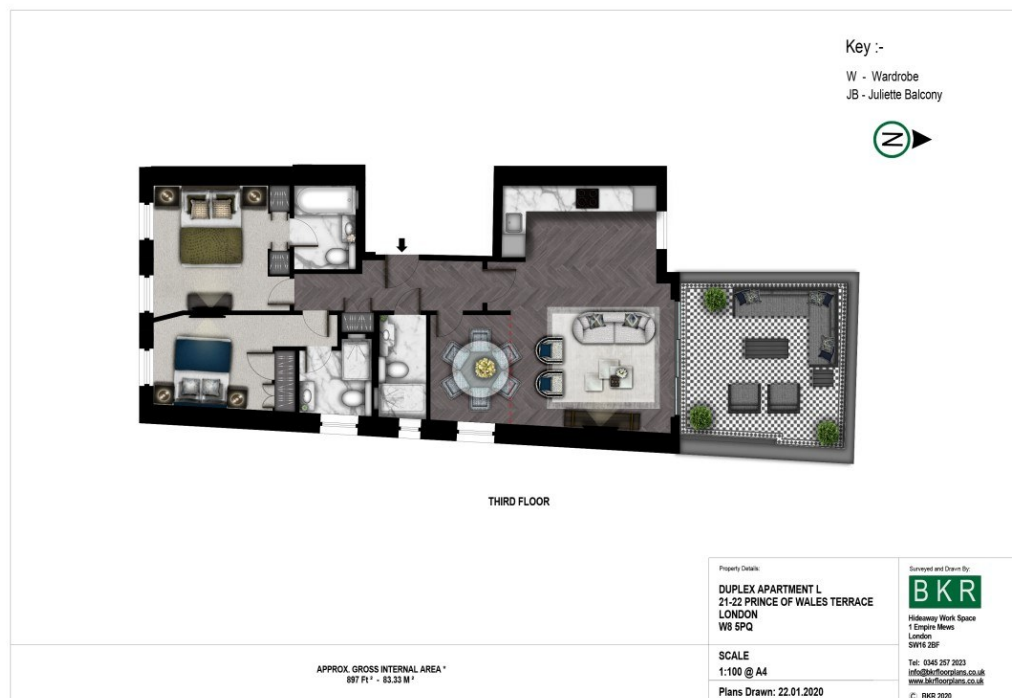 Key :-
W - Wardrobe
JB - Juliette Balcony
N
THIRD FLOOR
APPROX. GROSS INTERNAL AREA *
897 Ft ² - 83.33 M ²
Property Details:
DUPLEX APARTMENT L
21-22 PRINCE OF WALES TERRACE
LONDON
W8 5PQ
SCALE
1:100 @ A4
Plans Drawn: 22.01.2020
Surveyed and Drawn By:
BKR
Hideaway Work Space
1 Empire Mews
London
SW16 2BF
Tel: 0345 257 2023
info@bkrfloorplans.co.uk
www.bkrfloorplans.co.uk
© BKR 2020